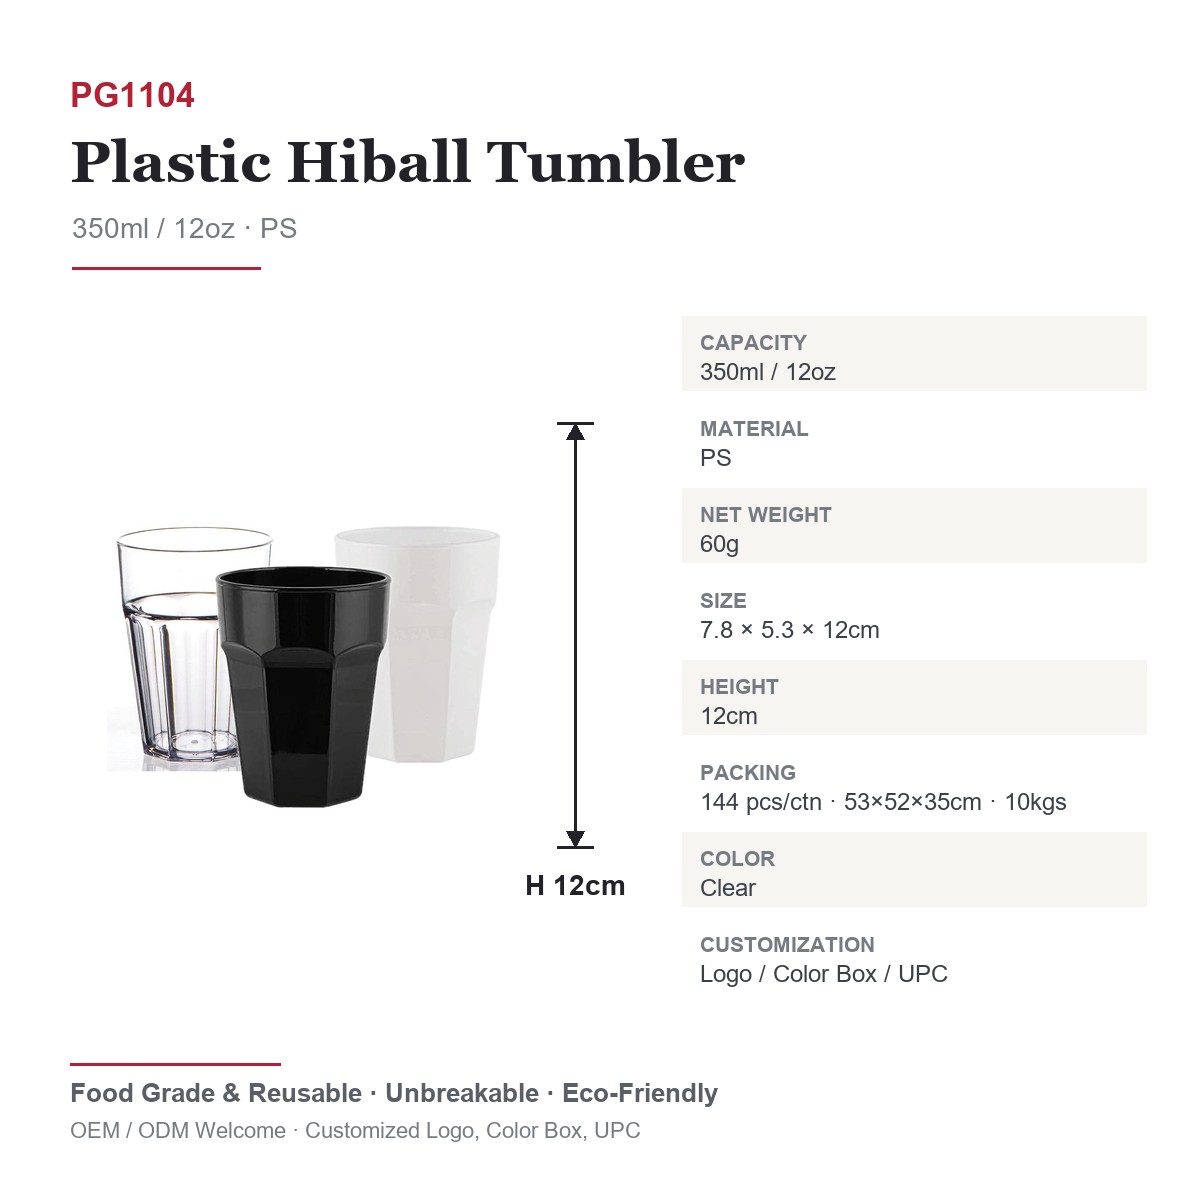 PG1104
Plastic Hiball Tumbler
350ml / 12oz · PS
CAPACITY
350ml / 12oz
MATERIAL
PS
NET WEIGHT
60g
SIZE
7.8 × 5.3 × 12cm
HEIGHT
12cm
PACKING
144 pcs/ctn · 53×52×35cm · 10kgs
COLOR
Clear
CUSTOMIZATION
Logo / Color Box / UPC
H 12cm
Food Grade & Reusable · Unbreakable · Eco-Friendly
OEM / ODM Welcome · Customized Logo, Color Box, UPC